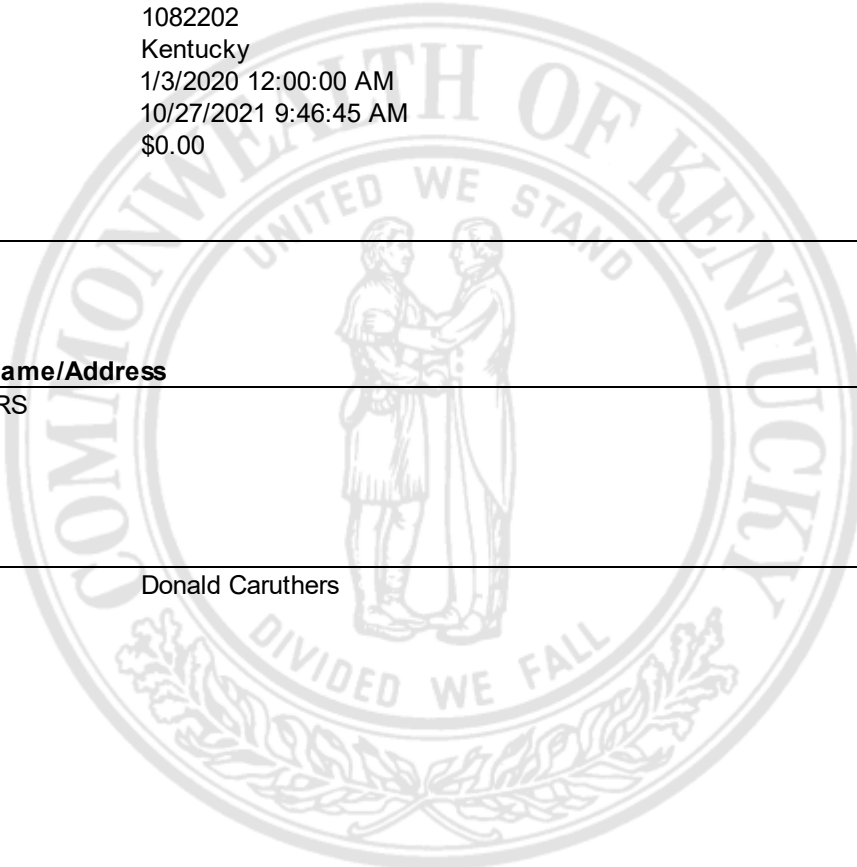 1082202
Kentucky
1/3/2020 12:00:00 AM
10/27/2021 9:46:45 AM
$0.00
COMMONWEALTH OF KENTUCKY
UNITED WE STAND
ame/Address
RS
Donald Caruthers
DIVIDED WE FALL